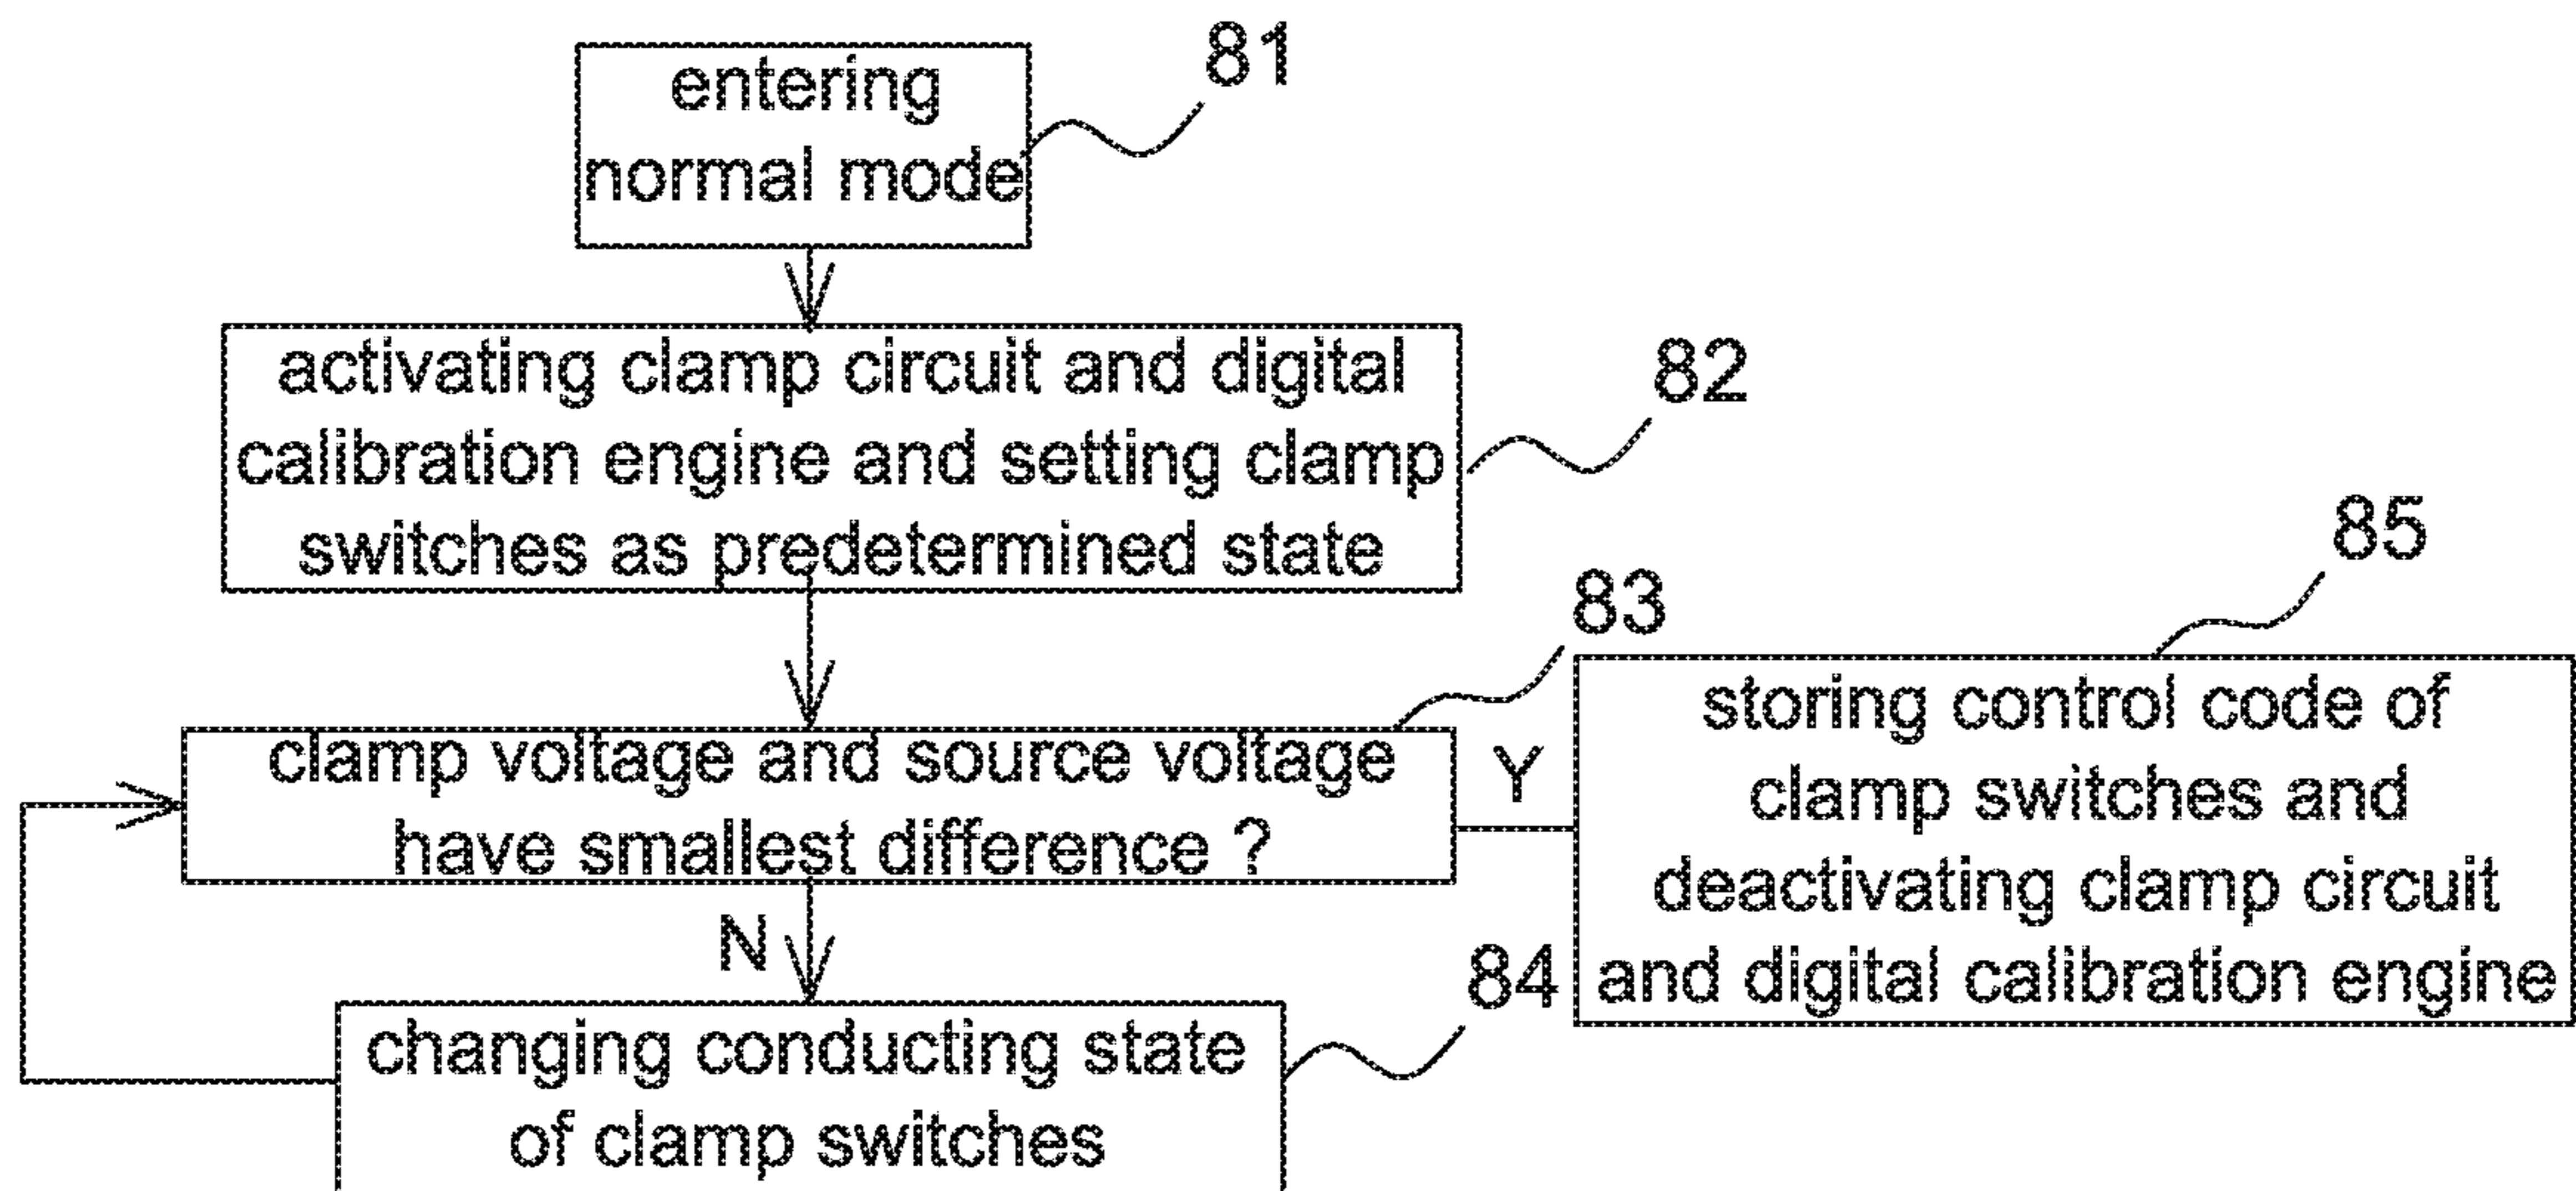 81
entering
normal mode
82
activating clamp circuit and digital
calibration engine and setting clamp
switches as predetermined state
83
clamp voltage and source voltage
have smallest difference ?
Y
N
85
storing control code of
clamp switches and
deactivating clamp circuit
and digital calibration engine
84
changing conducting state
of clamp switches